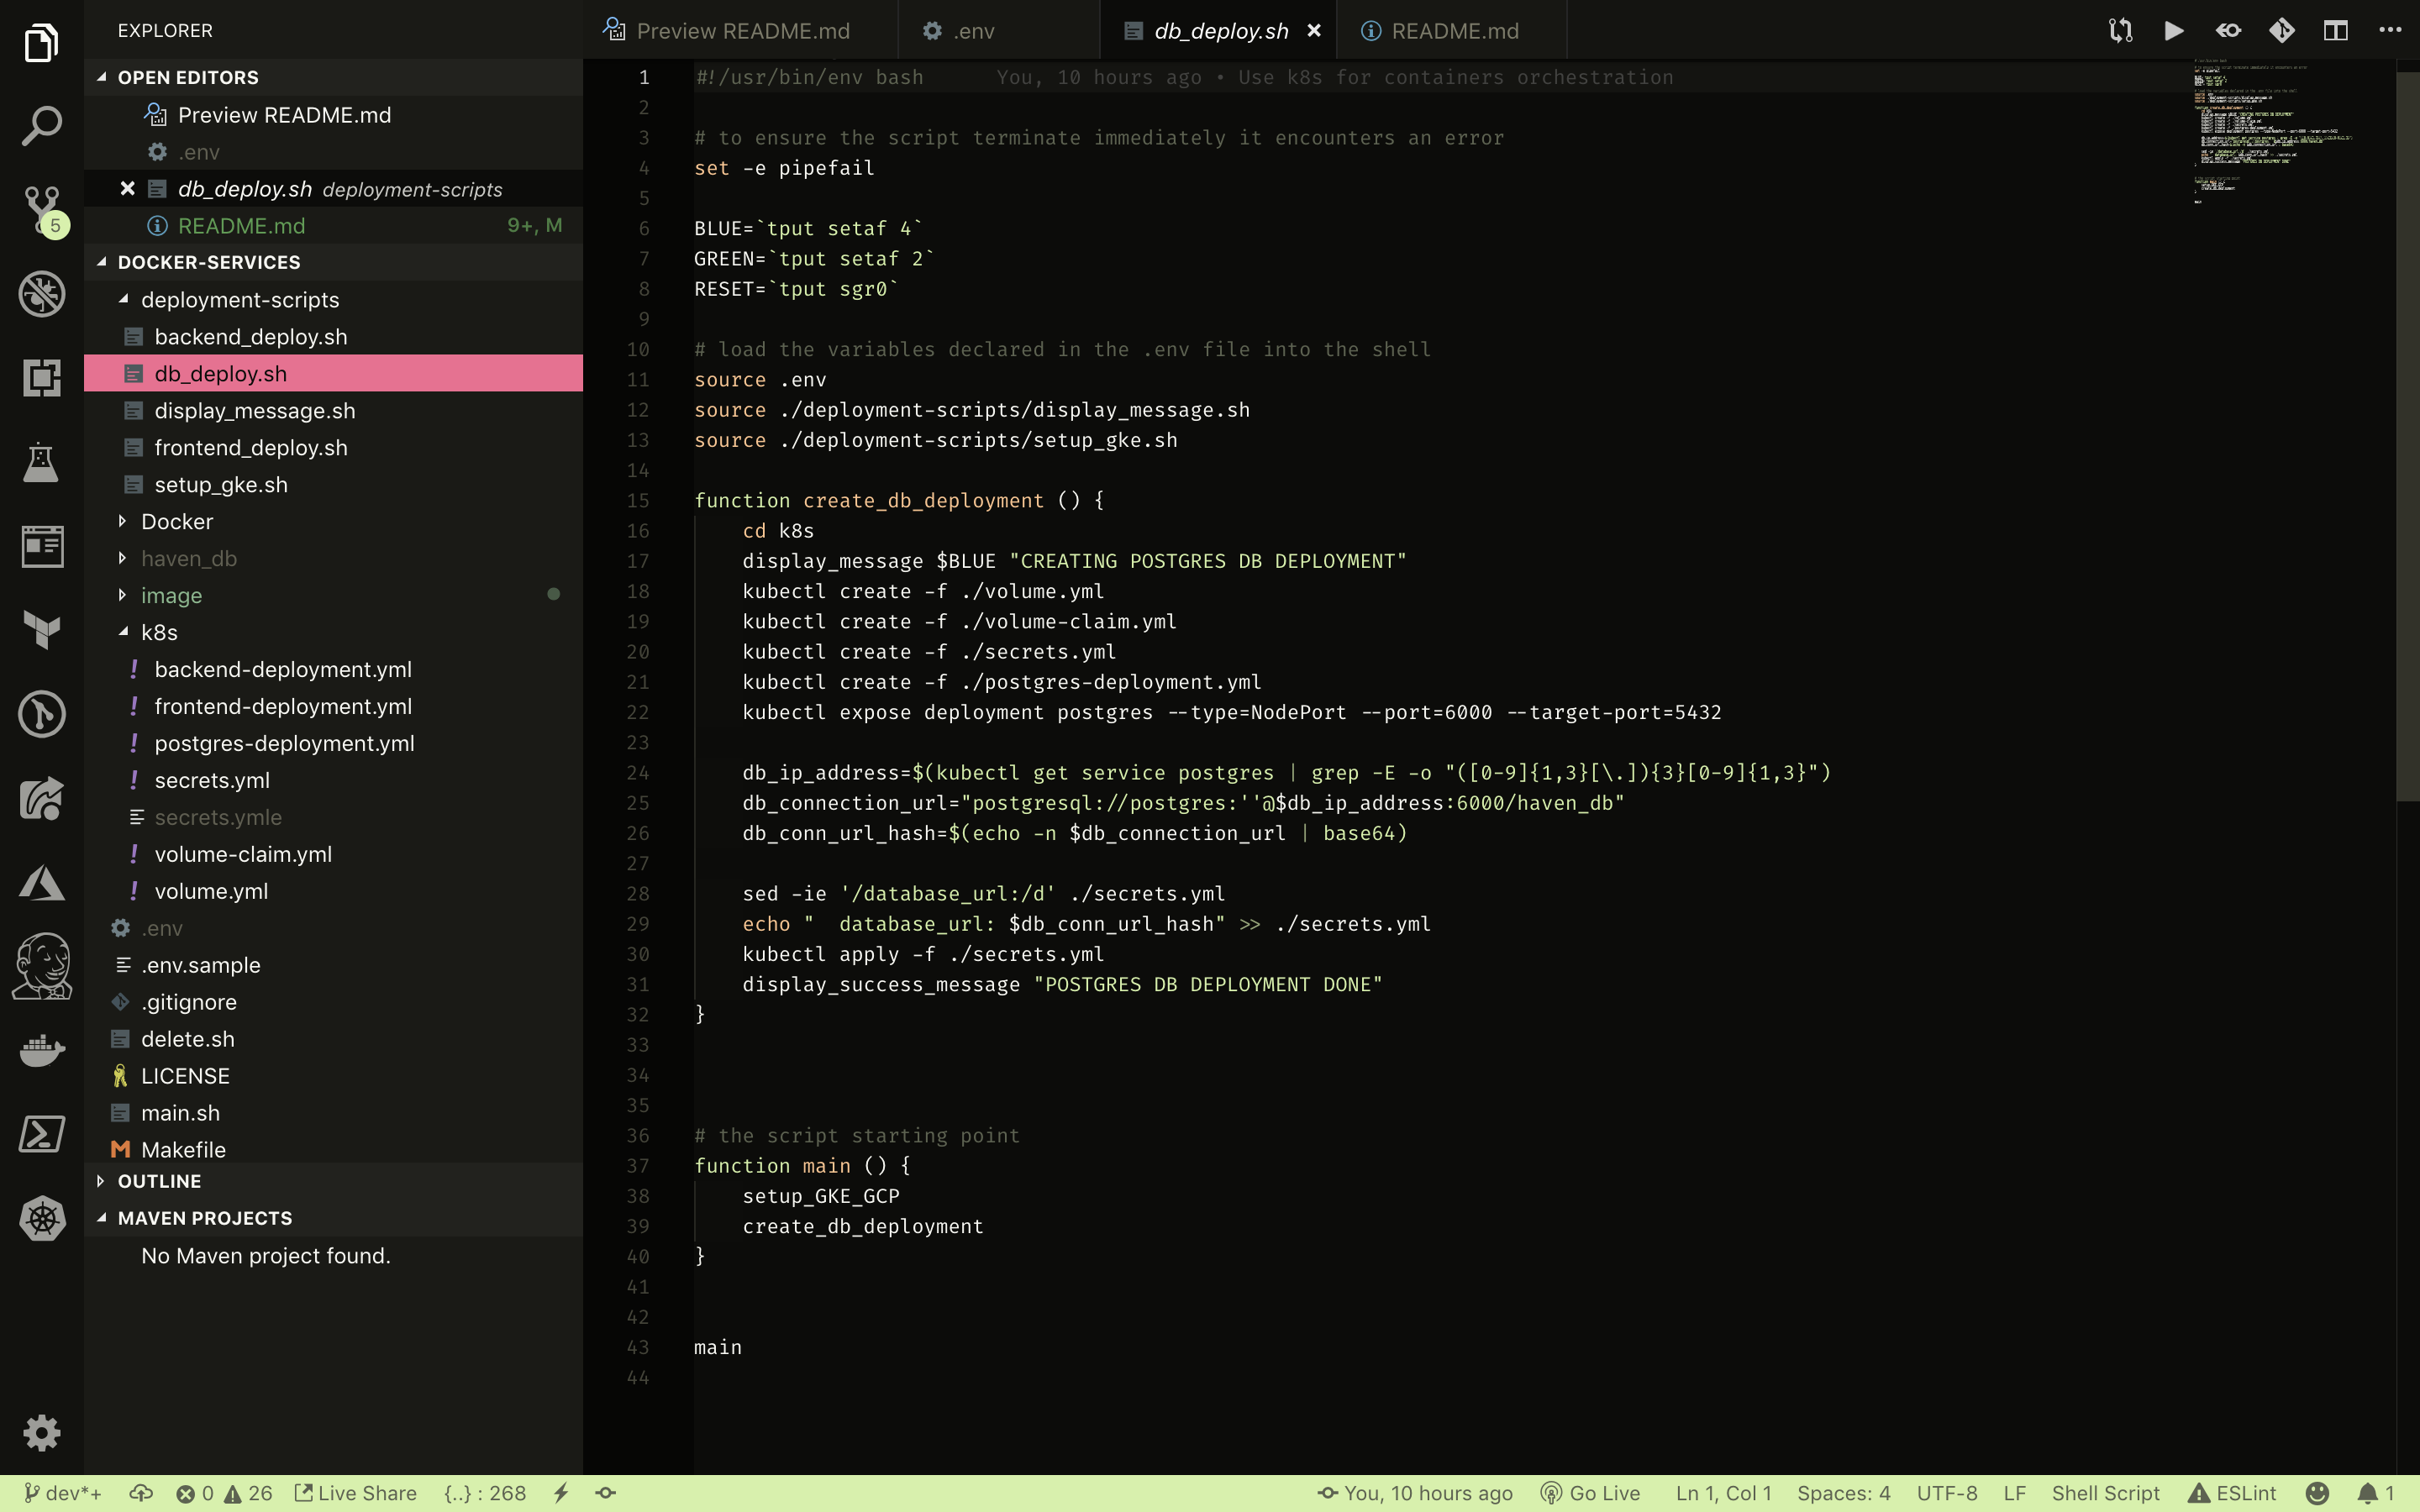 EXPLORER
OPEN EDITORS
Preview README.md
.env
db_deploy.sh deployment-scripts
README.md 9+, M
DOCKER-SERVICES
deployment-scripts
backend_deploy.sh
db_deploy.sh
display_message.sh
frontend_deploy.sh
setup_gke.sh
Docker
haven_db
image
k8s
backend-deployment.yml
frontend-deployment.yml
postgres-deployment.yml
secrets.yml
secrets.ymle
volume-claim.yml
volume.yml
.env
.env.sample
.gitignore
delete.sh
LICENSE
main.sh
Makefile
OUTLINE
MAVEN PROJECTS
No Maven project found.
5
Preview README.md .env db_deploy.sh README.md
1 #!/usr/bin/env bash You, 10 hours ago • Use k8s for containers orchestration
2
3 # to ensure the script terminate immediately it encounters an error
4 set -e pipefail
5
6 BLUE=`tput setaf 4`
7 GREEN=`tput setaf 2`
8 RESET=`tput sgr0`
9
10 # load the variables declared in the .env file into the shell
11 source .env
12 source ./deployment-scripts/display_message.sh
13 source ./deployment-scripts/setup_gke.sh
14
15 function create_db_deployment () {
16 cd k8s
17 display_message $BLUE "CREATING POSTGRES DB DEPLOYMENT"
18 kubectl create -f ./volume.yml
19 kubectl create -f ./volume-claim.yml
20 kubectl create -f ./secrets.yml
21 kubectl create -f ./postgres-deployment.yml
22 kubectl expose deployment postgres --type=NodePort --port=6000 --target-port=5432
23
24 db_ip_address=$(kubectl get service postgres | grep -E -o "([0-9]{1,3}[\.]){3}[0-9]{1,3}")
25 db_connection_url="postgresql://postgres:''@$db_ip_address:6000/haven_db"
26 db_conn_url_hash=$(echo -n $db_connection_url | base64)
27
28 sed -ie '/database_url:/d' ./secrets.yml
29 echo "  database_url: $db_conn_url_hash" >> ./secrets.yml
30 kubectl apply -f ./secrets.yml
31 display_success_message "POSTGRES DB DEPLOYMENT DONE"
32 }
33
34
35
36 # the script starting point
37 function main () {
38 setup_GKE_GCP
39 create_db_deployment
40 }
41
42
43 main
44
dev*+ 0 26 Live Share {..} : 268 You, 10 hours ago Go Live Ln 1, Col 1 Spaces: 4 UTF-8 LF Shell Script ESLint 1